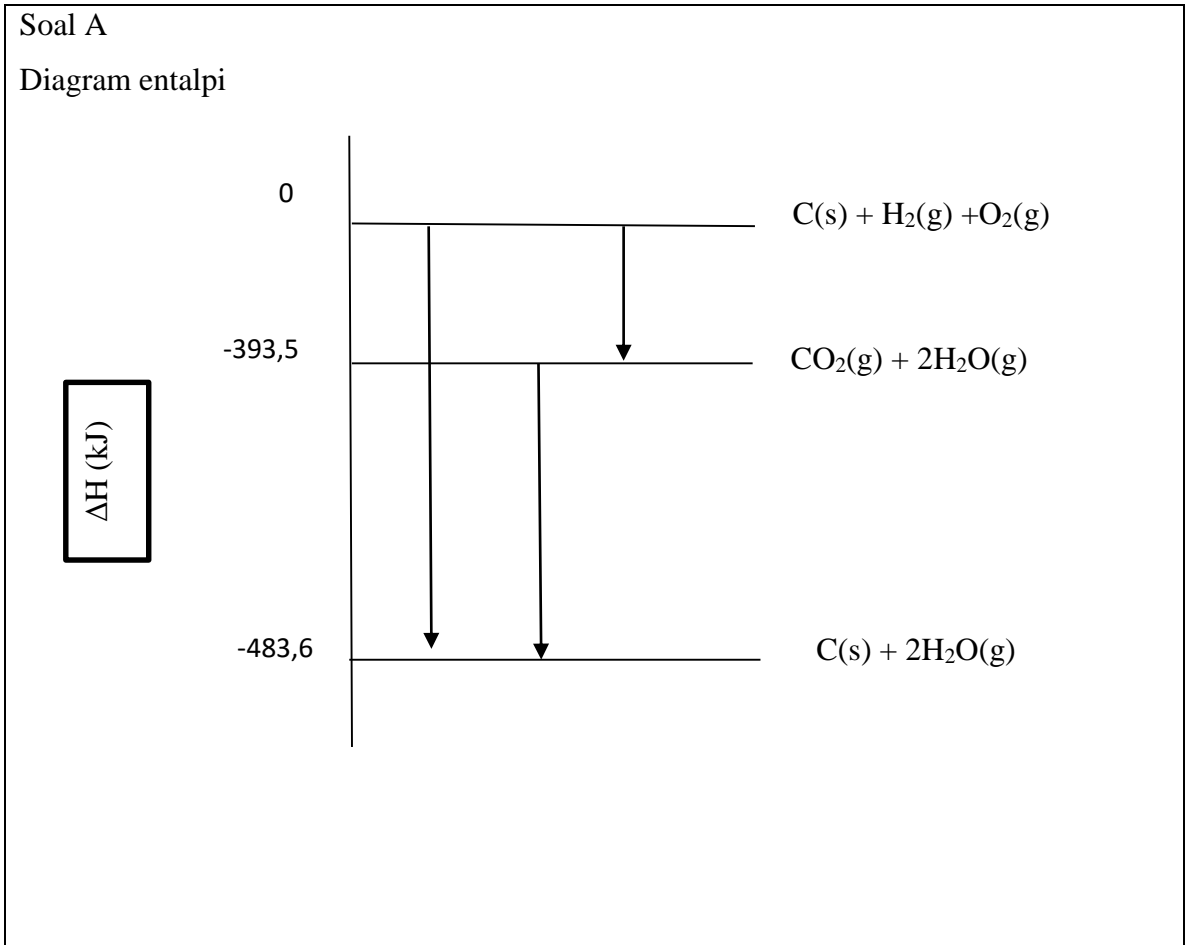 Soal A
Diagram entalpi
0
C(s) + H₂(g) +O₂(g)
-393,5
CO₂(g) + 2H₂O(g)
ΔH (kJ)
-483,6
C(s) + 2H₂O(g)